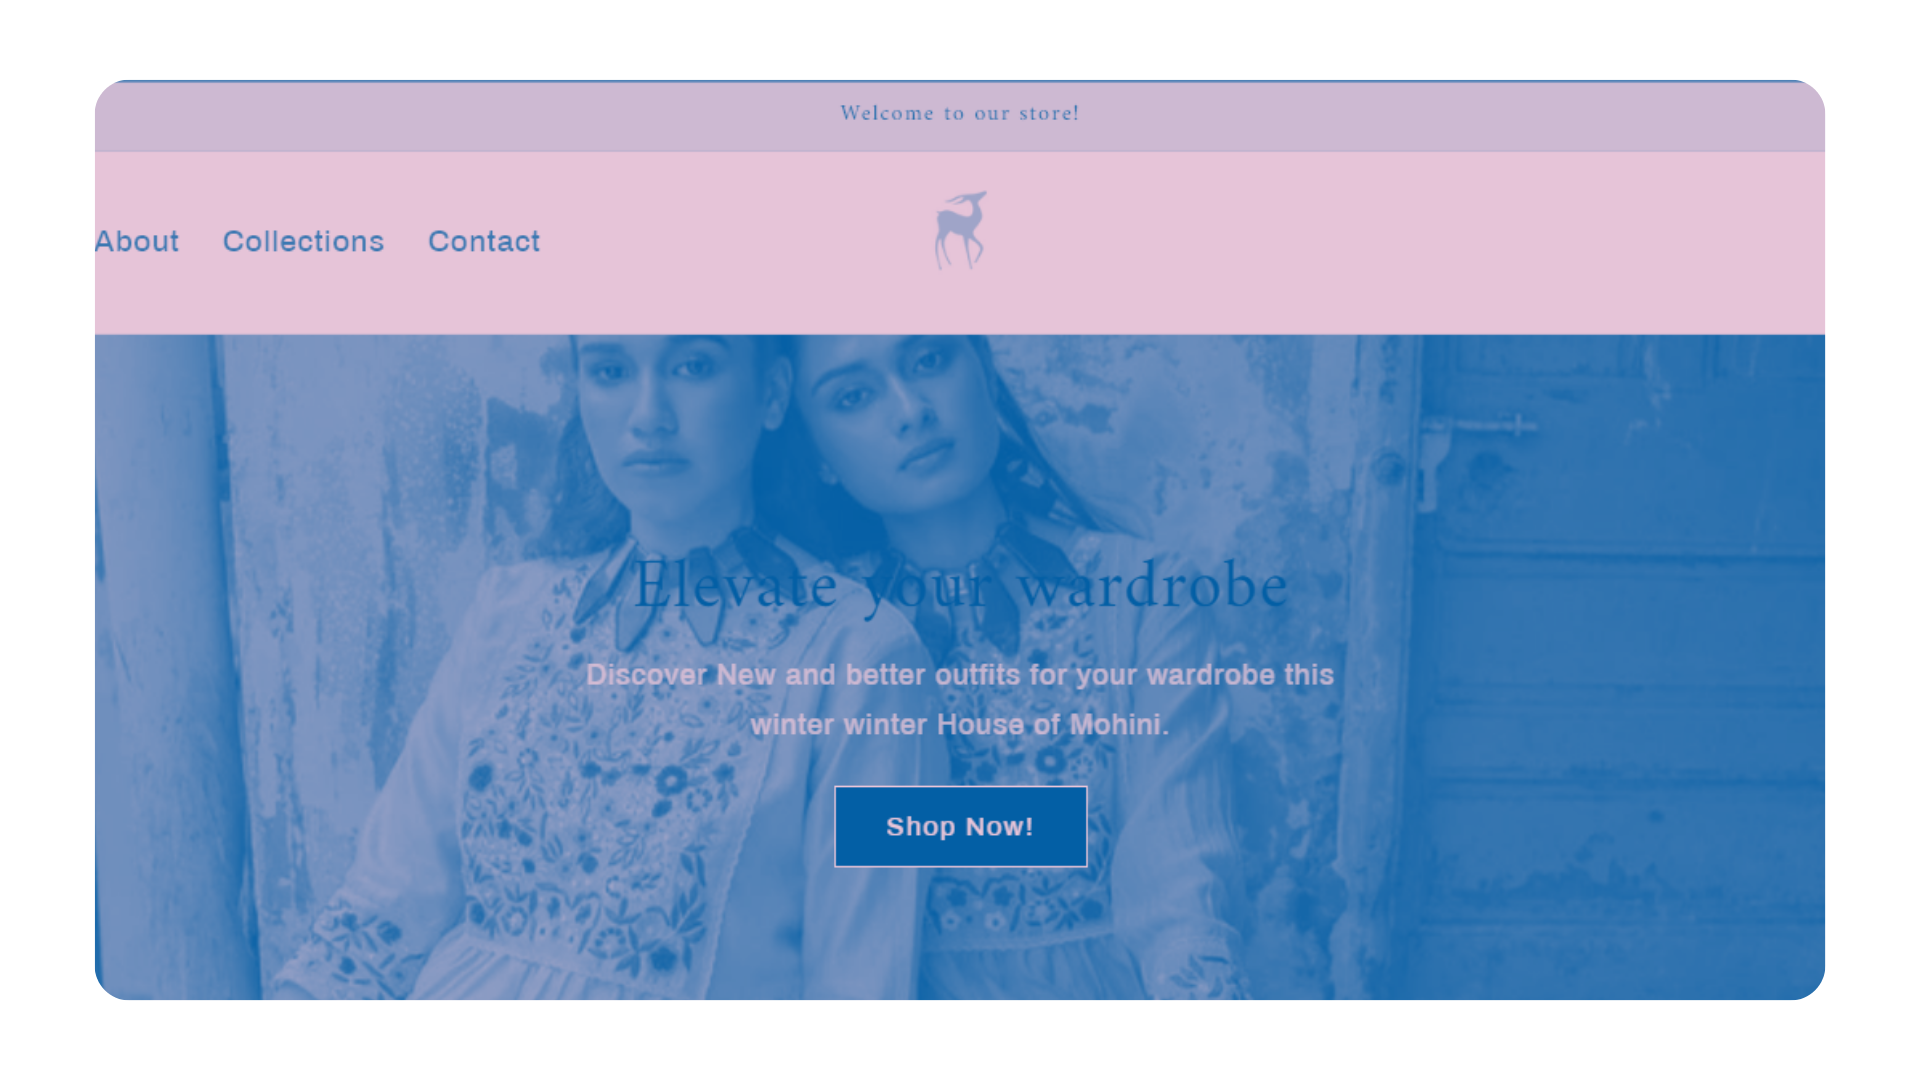 Welcome to our store!
About Collections Contact
Elevate your wardrobe
Discover New and better outfits for your wardrobe this
winter winter House of Mohini.
Shop Now!